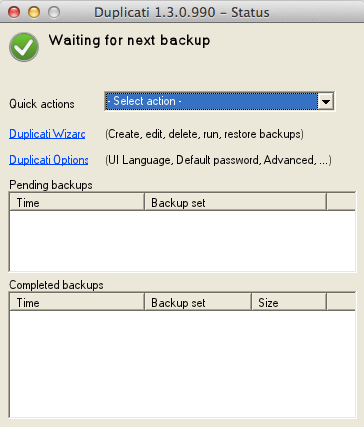 Duplicati 1.3.0.990 – Status
Waiting for next backup
Quick actions - Select action -
Duplicati Wizard (Create, edit, delete, run, restore backups)
Duplicati Options (UI Language, Default password, Advanced, ...)
Pending backups
Time Backup set
Completed backups
Time Backup set Size